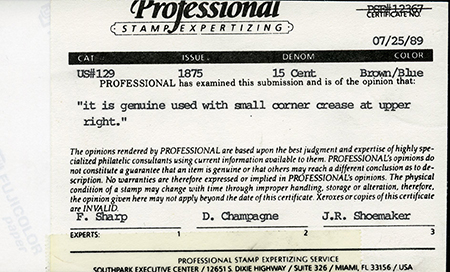 Professional
STAMP EXPERTIZING
PSE#12367
CERTIFICATE NO.
07/25/89
CAT. ISSUE. DENOM COLOR
US#129 1875 15 Cent Brown/Blue
PROFESSIONAL has examined this submission and is of the opinion that:
"it is genuine used with small corner crease at upper
right."
The opinions rendered by PROFESSIONAL are based upon the best judgment and expertise of highly spe-
cialized philatelic consultants using current information available to them. PROFESSIONAL's opinions do
not constitute a guarantee that an item is genuine or that others may reach a different conclusion as to de-
scription. No warranties are therefore expressed or implied in PROFESSIONAL's opinions. The physical
condition of a stamp may change with time through improper handling, storage or alteration, therefore,
the opinion given here may not apply beyond the date of this certificate. Xeroxes or copies of this certificate
are INVALID.
F. Sharp D. Champagne J.R. Shoemaker
EXPERTS: 1 2 3
PROFESSIONAL STAMP EXPERTIZING SERVICE
SOUTHPARK EXECUTIVE CENTER / 12651 S. DIXIE HIGHWAY / SUITE 326 / MIAMI, FL 33156 / USA
FUJICOLOR